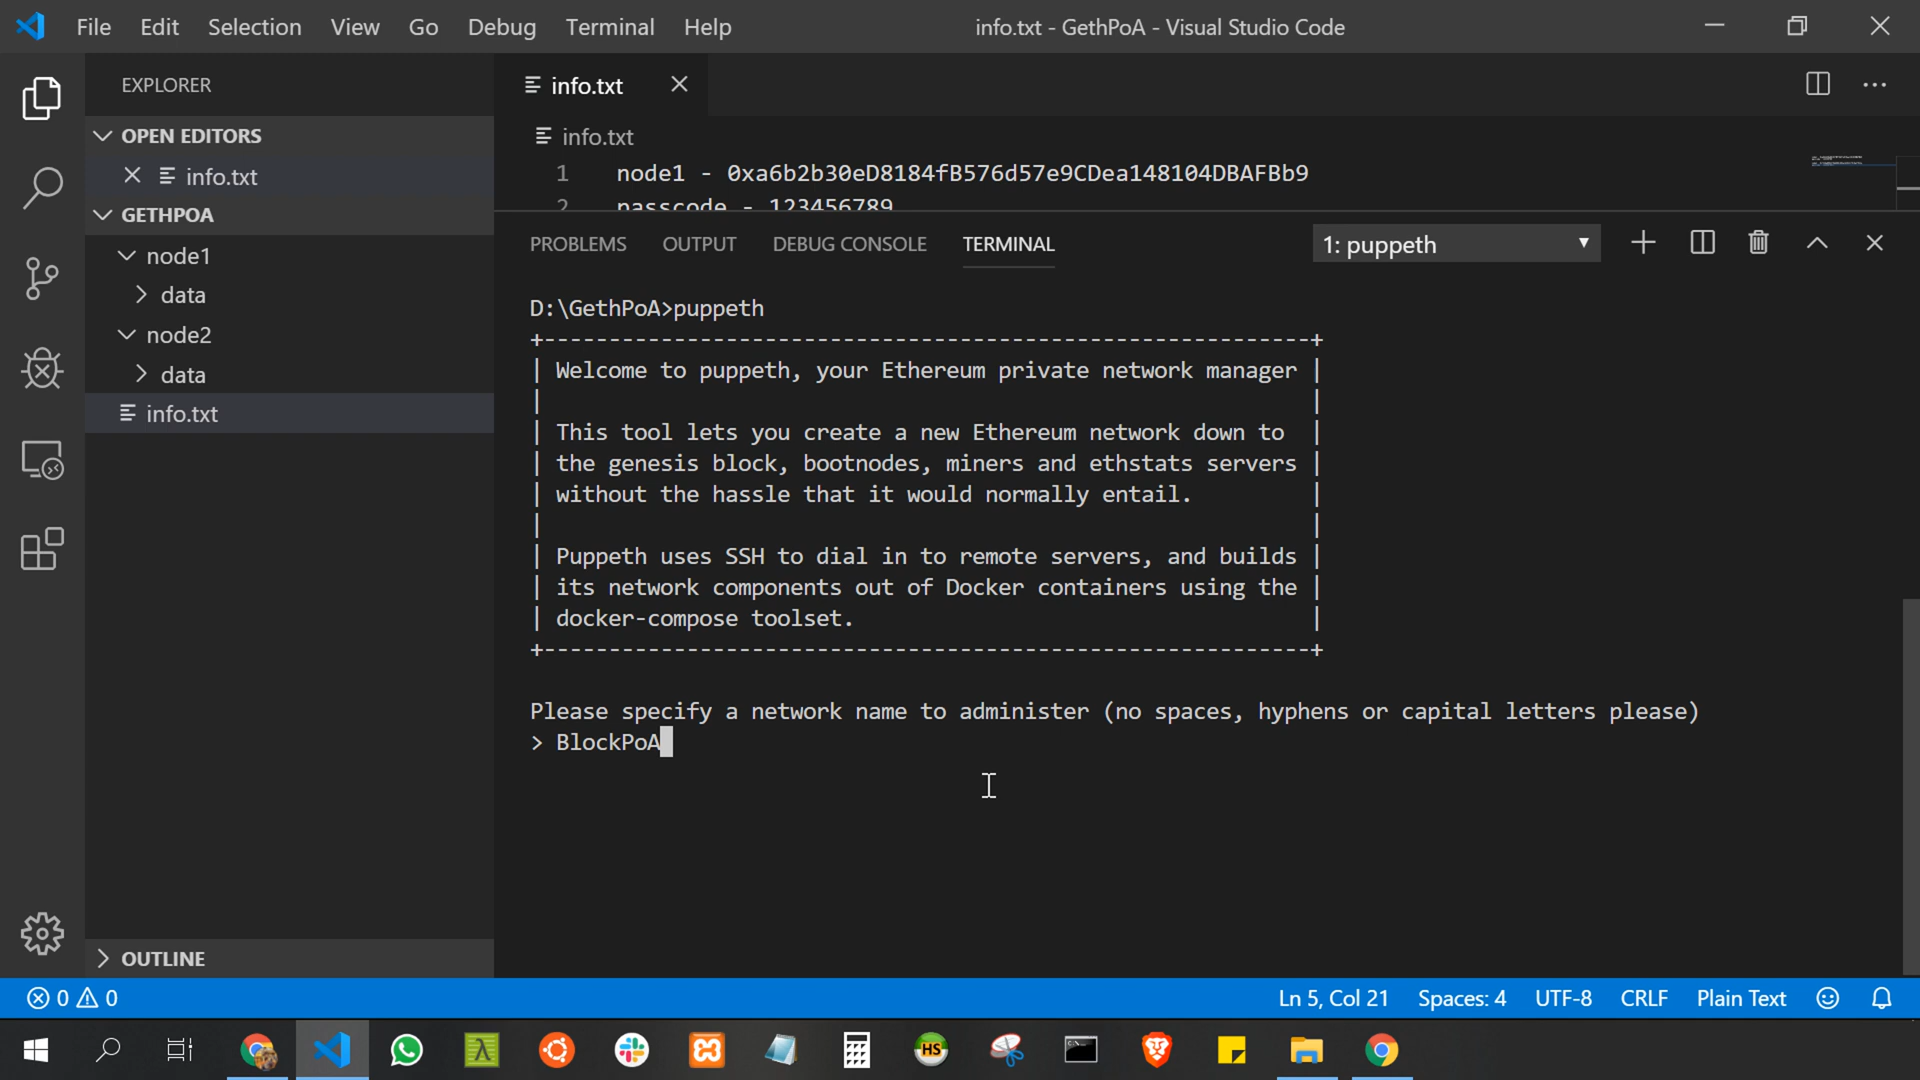 File Edit Selection View Go Debug Terminal Help
info.txt - GethPoA - Visual Studio Code
EXPLORER
OPEN EDITORS
info.txt
GETHPOA
node1
data
node2
data
info.txt
OUTLINE
info.txt
info.txt
1 node1 - 0xa6b2b30eD8184fB576d57e9CDea148104DBAFBb9
2 passcode - 123456789
PROBLEMS OUTPUT DEBUG CONSOLE TERMINAL
1: puppeth
D:\GethPoA>puppeth
+-----------------------------------------------------------+
| Welcome to puppeth, your Ethereum private network manager |
| |
| This tool lets you create a new Ethereum network down to |
| the genesis block, bootnodes, miners and ethstats servers |
| without the hassle that it would normally entail. |
| |
| Puppeth uses SSH to dial in to remote servers, and builds |
| its network components out of Docker containers using the |
| docker-compose toolset. |
+-----------------------------------------------------------+
Please specify a network name to administer (no spaces, hyphens or capital letters please)
> BlockPoA
0 0
Ln 5, Col 21 Spaces: 4 UTF-8 CRLF Plain Text
λ
HS